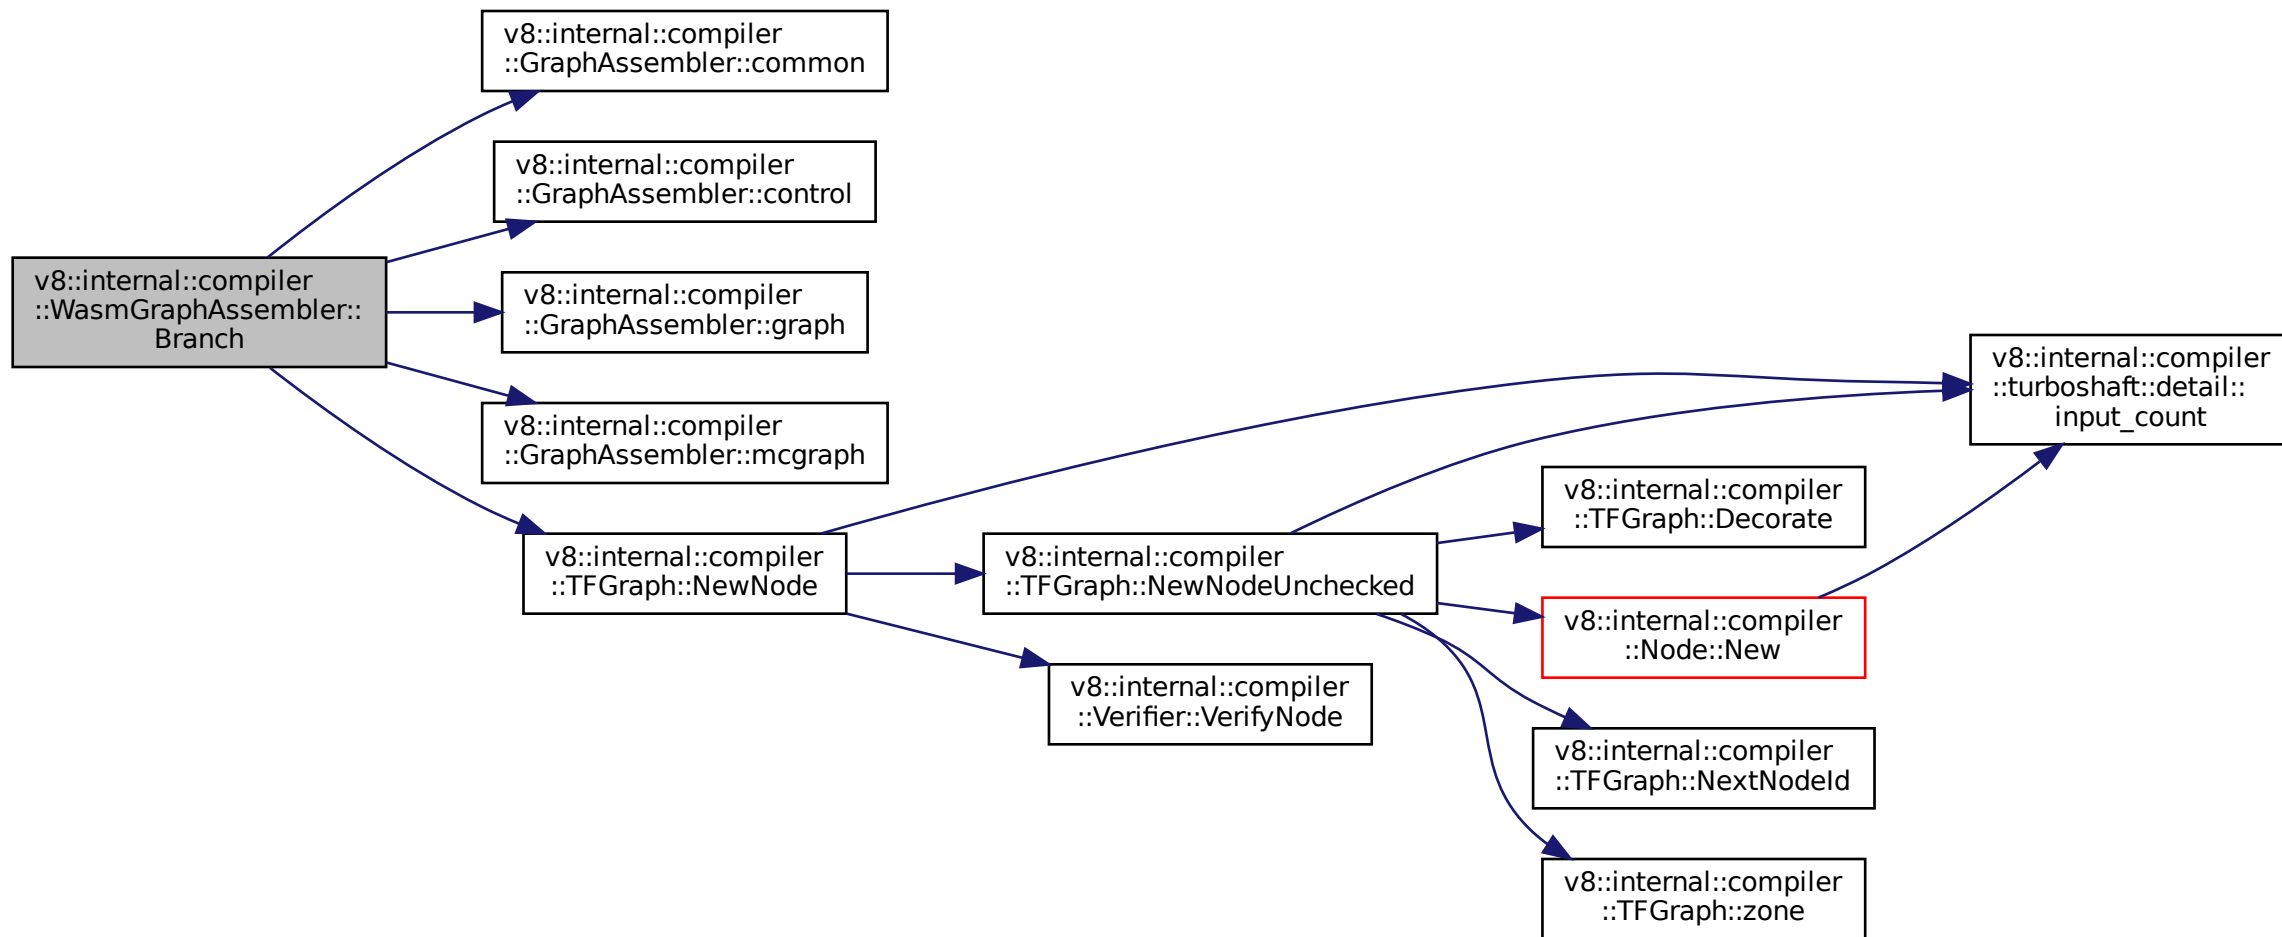 v8::internal::compiler
::GraphAssembler::common
v8::internal::compiler
::GraphAssembler::control
v8::internal::compiler
::WasmGraphAssembler::
Branch
v8::internal::compiler
::GraphAssembler::graph
v8::internal::compiler
::GraphAssembler::mcgraph
v8::internal::compiler
::TFGraph::NewNode
v8::internal::compiler
::TFGraph::NewNodeUnchecked
v8::internal::compiler
::Verifier::VerifyNode
v8::internal::compiler
::turboshaft::detail::
input_count
v8::internal::compiler
::TFGraph::Decorate
v8::internal::compiler
::Node::New
v8::internal::compiler
::TFGraph::NextNodeId
v8::internal::compiler
::TFGraph::zone